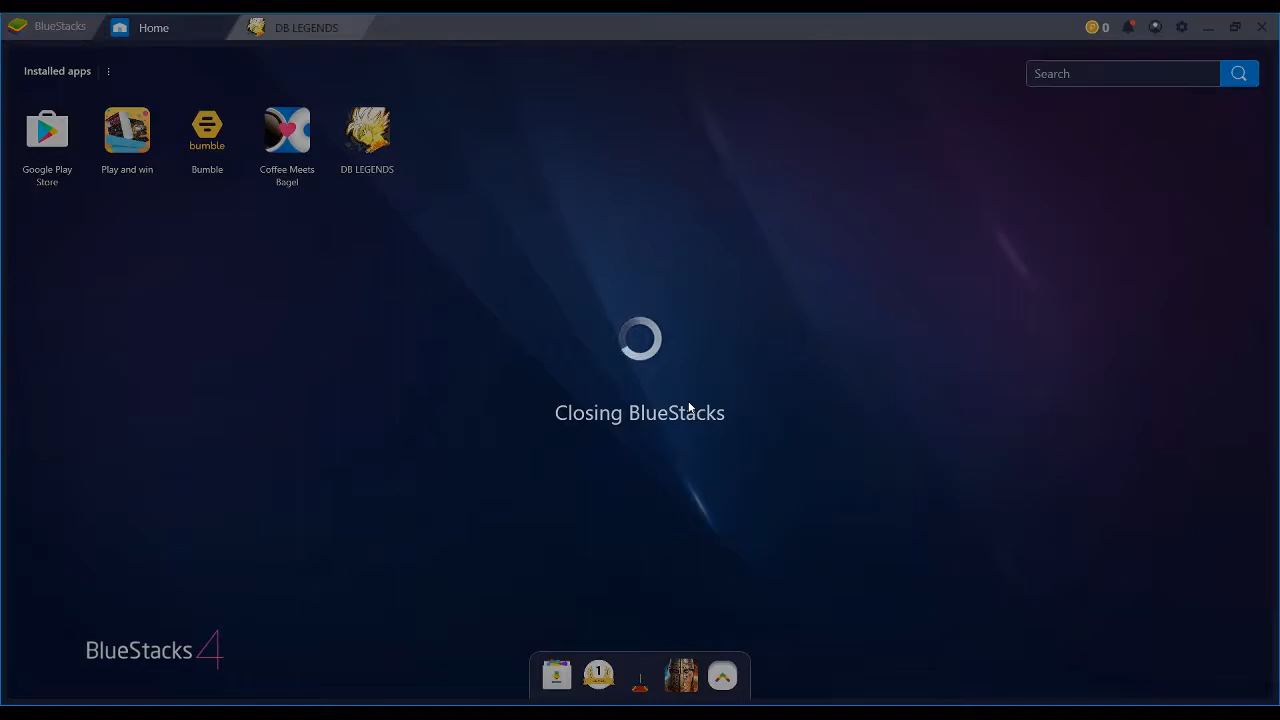 BlueStacks
Home
DB LEGENDS
0
Installed apps
Search
Google Play
Store
Play and win
bumble
Bumble
Coffee Meets
Bagel
DB LEGENDS
Closing BlueStacks
BlueStacks 4
1